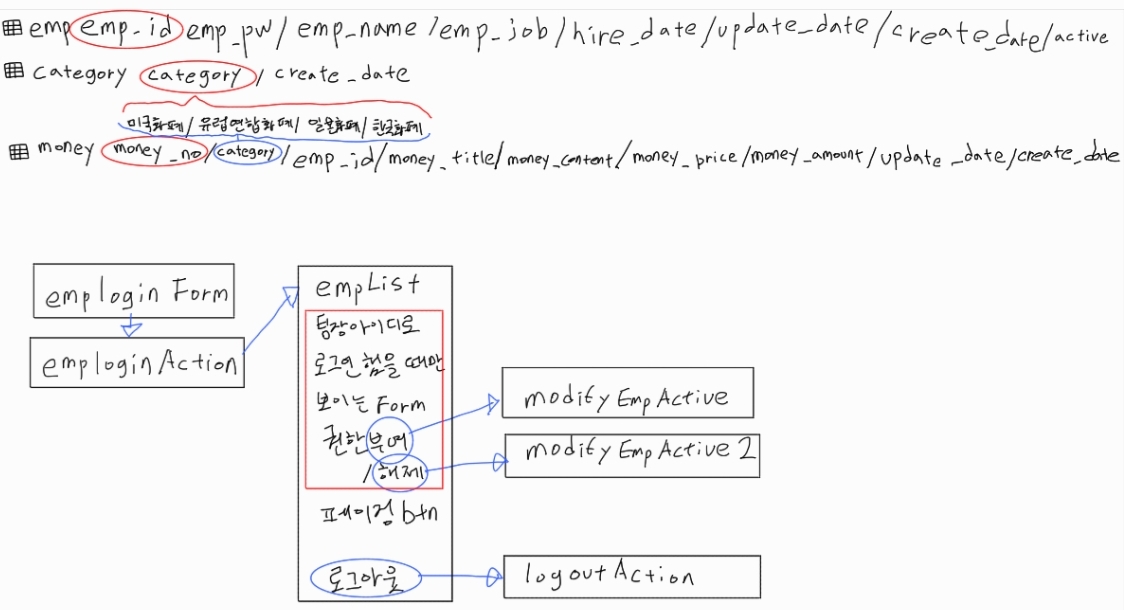 emp emp_id emp_pw/ emp_name /emp_job/hire_date/update_date/create_date/active
category category/ create_date
미국화폐/ 유럽연합화폐/ 일본화폐/ 한국화폐
money money_no/category/emp_id/money_title/money_content/money_price/money_amount/update_date/create_date
emp login Form
emp login Action
empList
팀장아이디로
로그인 했을 때만
보이는 Form
권한부여
/해제
페이징 btn
로그아웃
modify Emp Active
modify Emp Active 2
logout Action